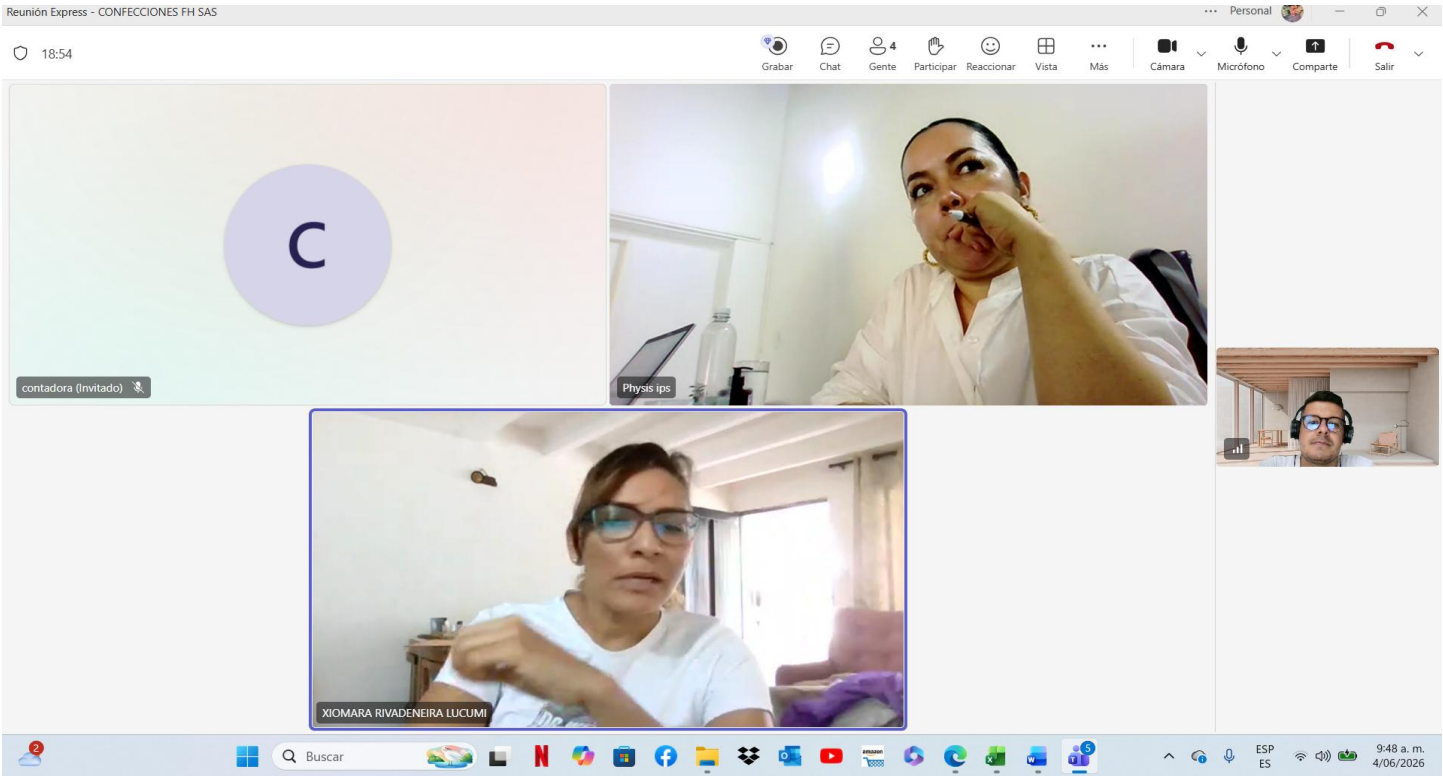 Reunión Express - CONFECCIONES FH SAS
Personal
18:54
Grabar
Chat
4
Gente
Participar
Reaccionar
Vista
Más
Cámara
Micrófono
Comparte
Salir
C
contadora (Invitado)
Physis ips
XIOMARA RIVADENEIRA LUCUMI
2
Buscar
amazon
5
ESP
ES
9:48 a. m.
4/06/2026